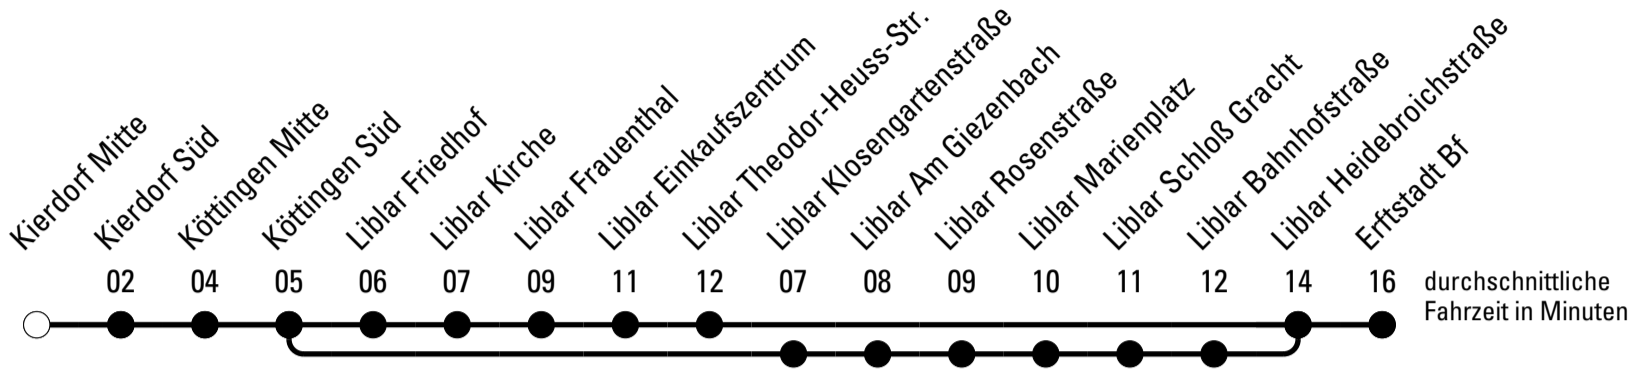 Kierdorf Mitte
Kierdorf Süd
Köttingen Mitte
Köttingen Süd
Liblar Friedhof
Liblar Kirche
Liblar Frauenthal
Liblar Einkaufszentrum
Liblar Theodor-Heuss-Str.
Liblar Klosengartenstraße
Liblar Am Giezenbach
Liblar Rosenstraße
Liblar Marienplatz
Liblar Schloß Gracht
Liblar Bahnhofstraße
Liblar Heidebroichstraße
Erftstadt Bf
02 04 05 06 07 09 11 12 07 08 09 10 11 12 14 16 durchschnittliche
Fahrzeit in Minuten